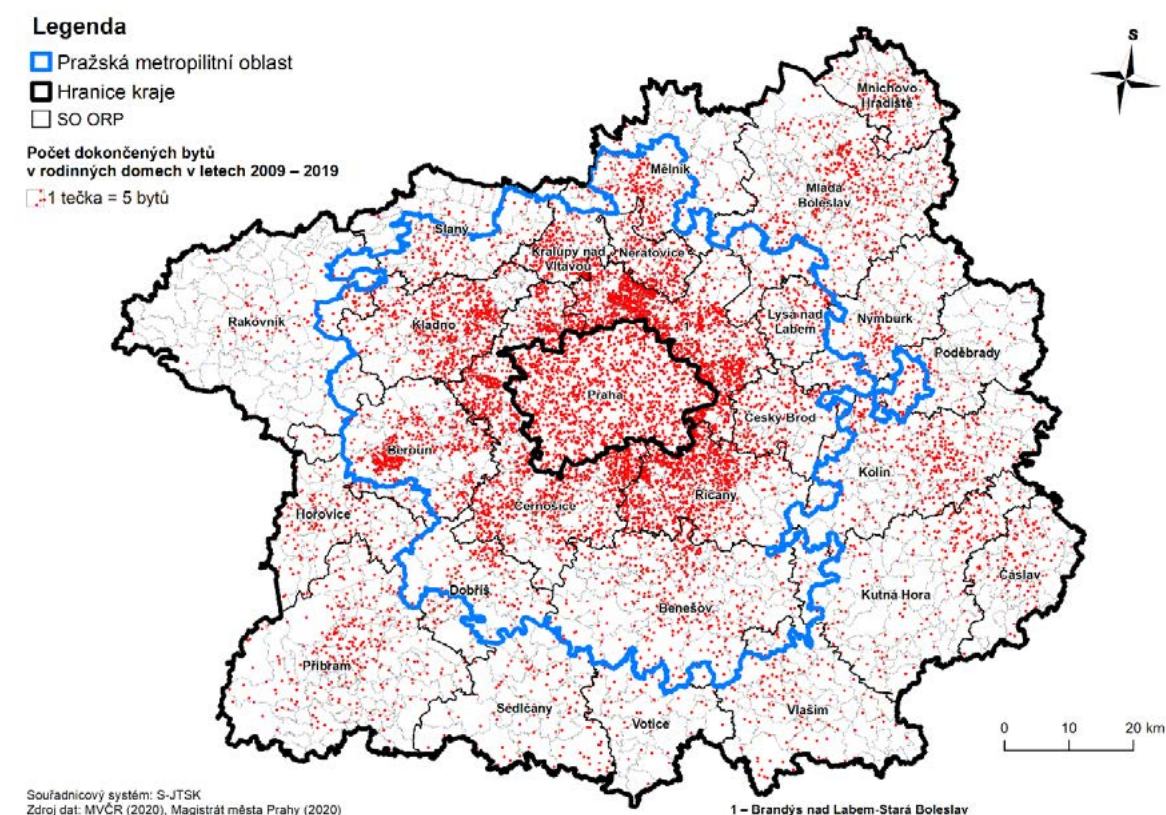 Legenda
Pražská metropilitní oblast
Hranice kraje
SO ORP
Počet dokončených bytů
v rodinných domech v letech 2009 – 2019
1 tečka = 5 bytů
S
Mnichovo
Hradiště
Mělník
Mladá
Boleslav
Slaný
Kralupy nad
Vltavou
Neratovice
Rakovník
Kladno
1
Lysá nad
Labem
Nymburk
Poděbrady
Praha
Český Brod
Beroun
Kolín
Říčany
Černošice
Hořovice
Dobříš
Benešov
Kutná Hora
Čáslav
Příbram
Sedlčany
Votice
Vlašim
0 10 20 km
Souřadnicový systém: S-JTSK
Zdroj dat: MVČR (2020), Magistrát města Prahy (2020)
1 – Brandýs nad Labem-Stará Boleslav